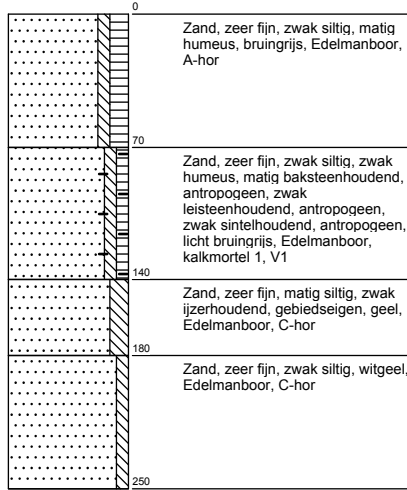 0
Zand, zeer fijn, zwak siltig, matig
humeus, bruingrijs, Edelmanboor,
A-hor
70
Zand, zeer fijn, zwak siltig, zwak
humeus, matig baksteenhoudend,
antropogeen, zwak
leisteenhoudend, antropogeen,
zwak sintelhoudend, antropogeen,
licht bruingrijs, Edelmanboor,
kalkmortel 1, V1
140
Zand, zeer fijn, matig siltig, zwak
ijzerhoudend, gebiedseigen, geel,
Edelmanboor, C-hor
180
Zand, zeer fijn, zwak siltig, witgeel,
Edelmanboor, C-hor
250